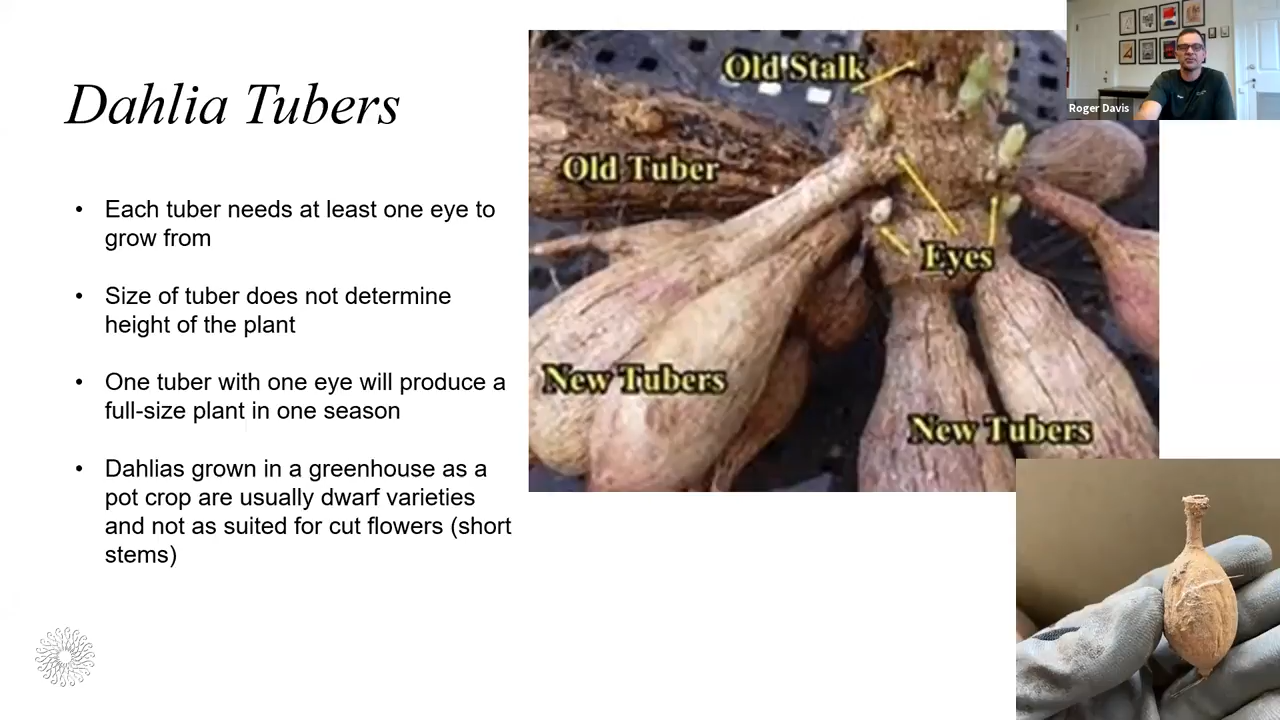 Dahlia Tubers
• Each tuber needs at least one eye to
grow from
• Size of tuber does not determine
height of the plant
• One tuber with one eye will produce a
full-size plant in one season
• Dahlias grown in a greenhouse as a
pot crop are usually dwarf varieties
and not as suited for cut flowers (short
stems)
Old Stalk
Old Tuber
Eyes
New Tubers
New Tubers
Roger Davis